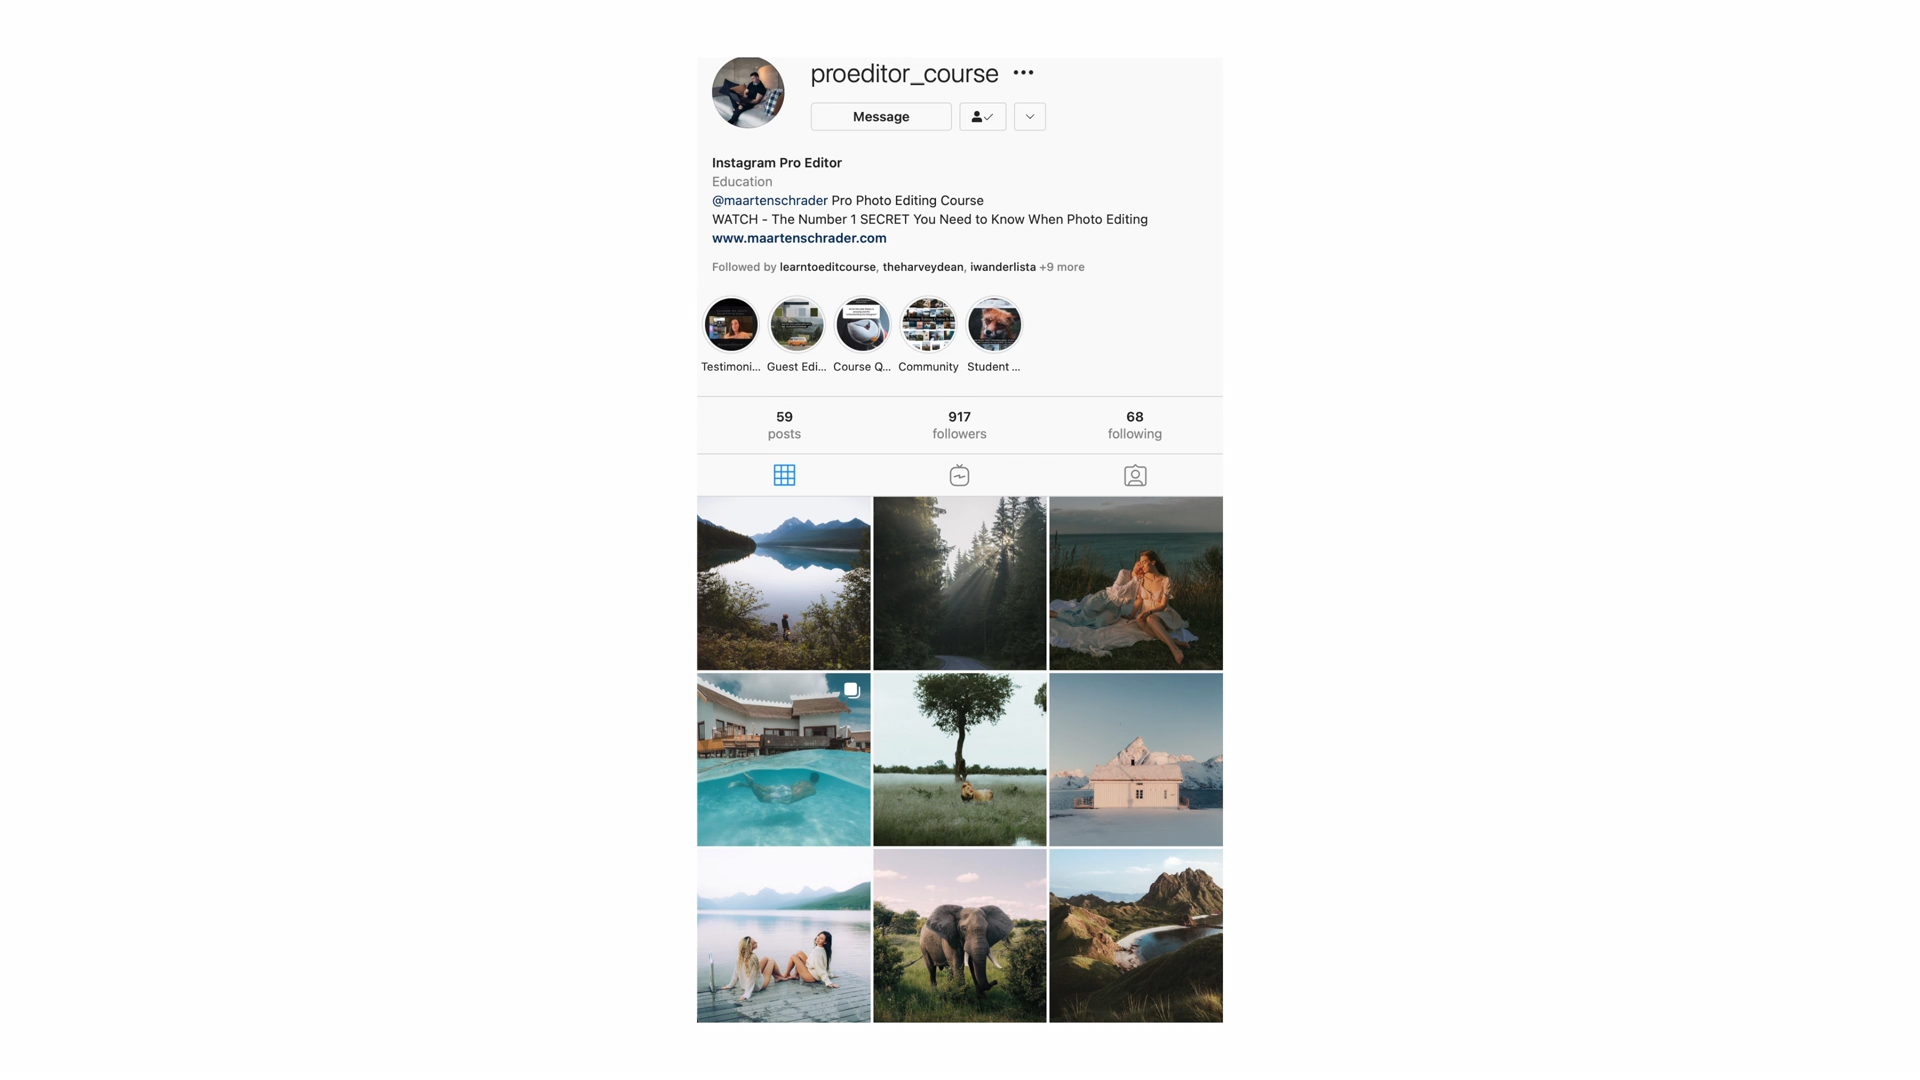 proeditor_course •••
Message
Instagram Pro Editor
Education
@maartenschrader Pro Photo Editing Course
WATCH - The Number 1 SECRET You Need to Know When Photo Editing
www.maartenschrader.com
Followed by learntoeditcourse, theharveydean, iwanderlista +9 more
Testimoni... Guest Edi... Course Q... Community Student ...
59 917 68
posts followers following